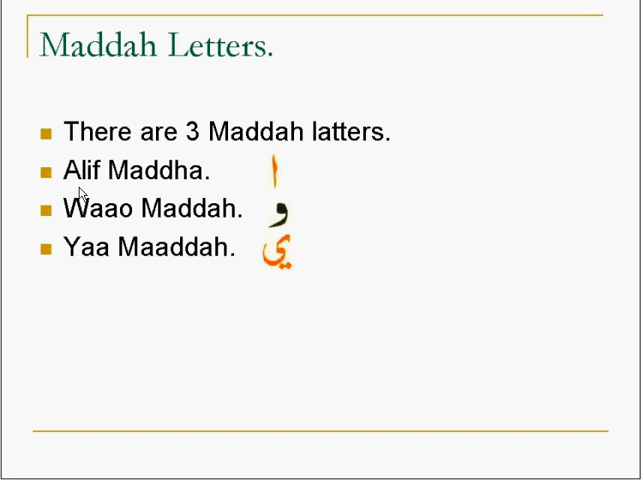 Maddah Letters.
There are 3 Maddah latters.
Alif Maddha. ا
Waao Maddah. و
Yaa Maaddah. ي